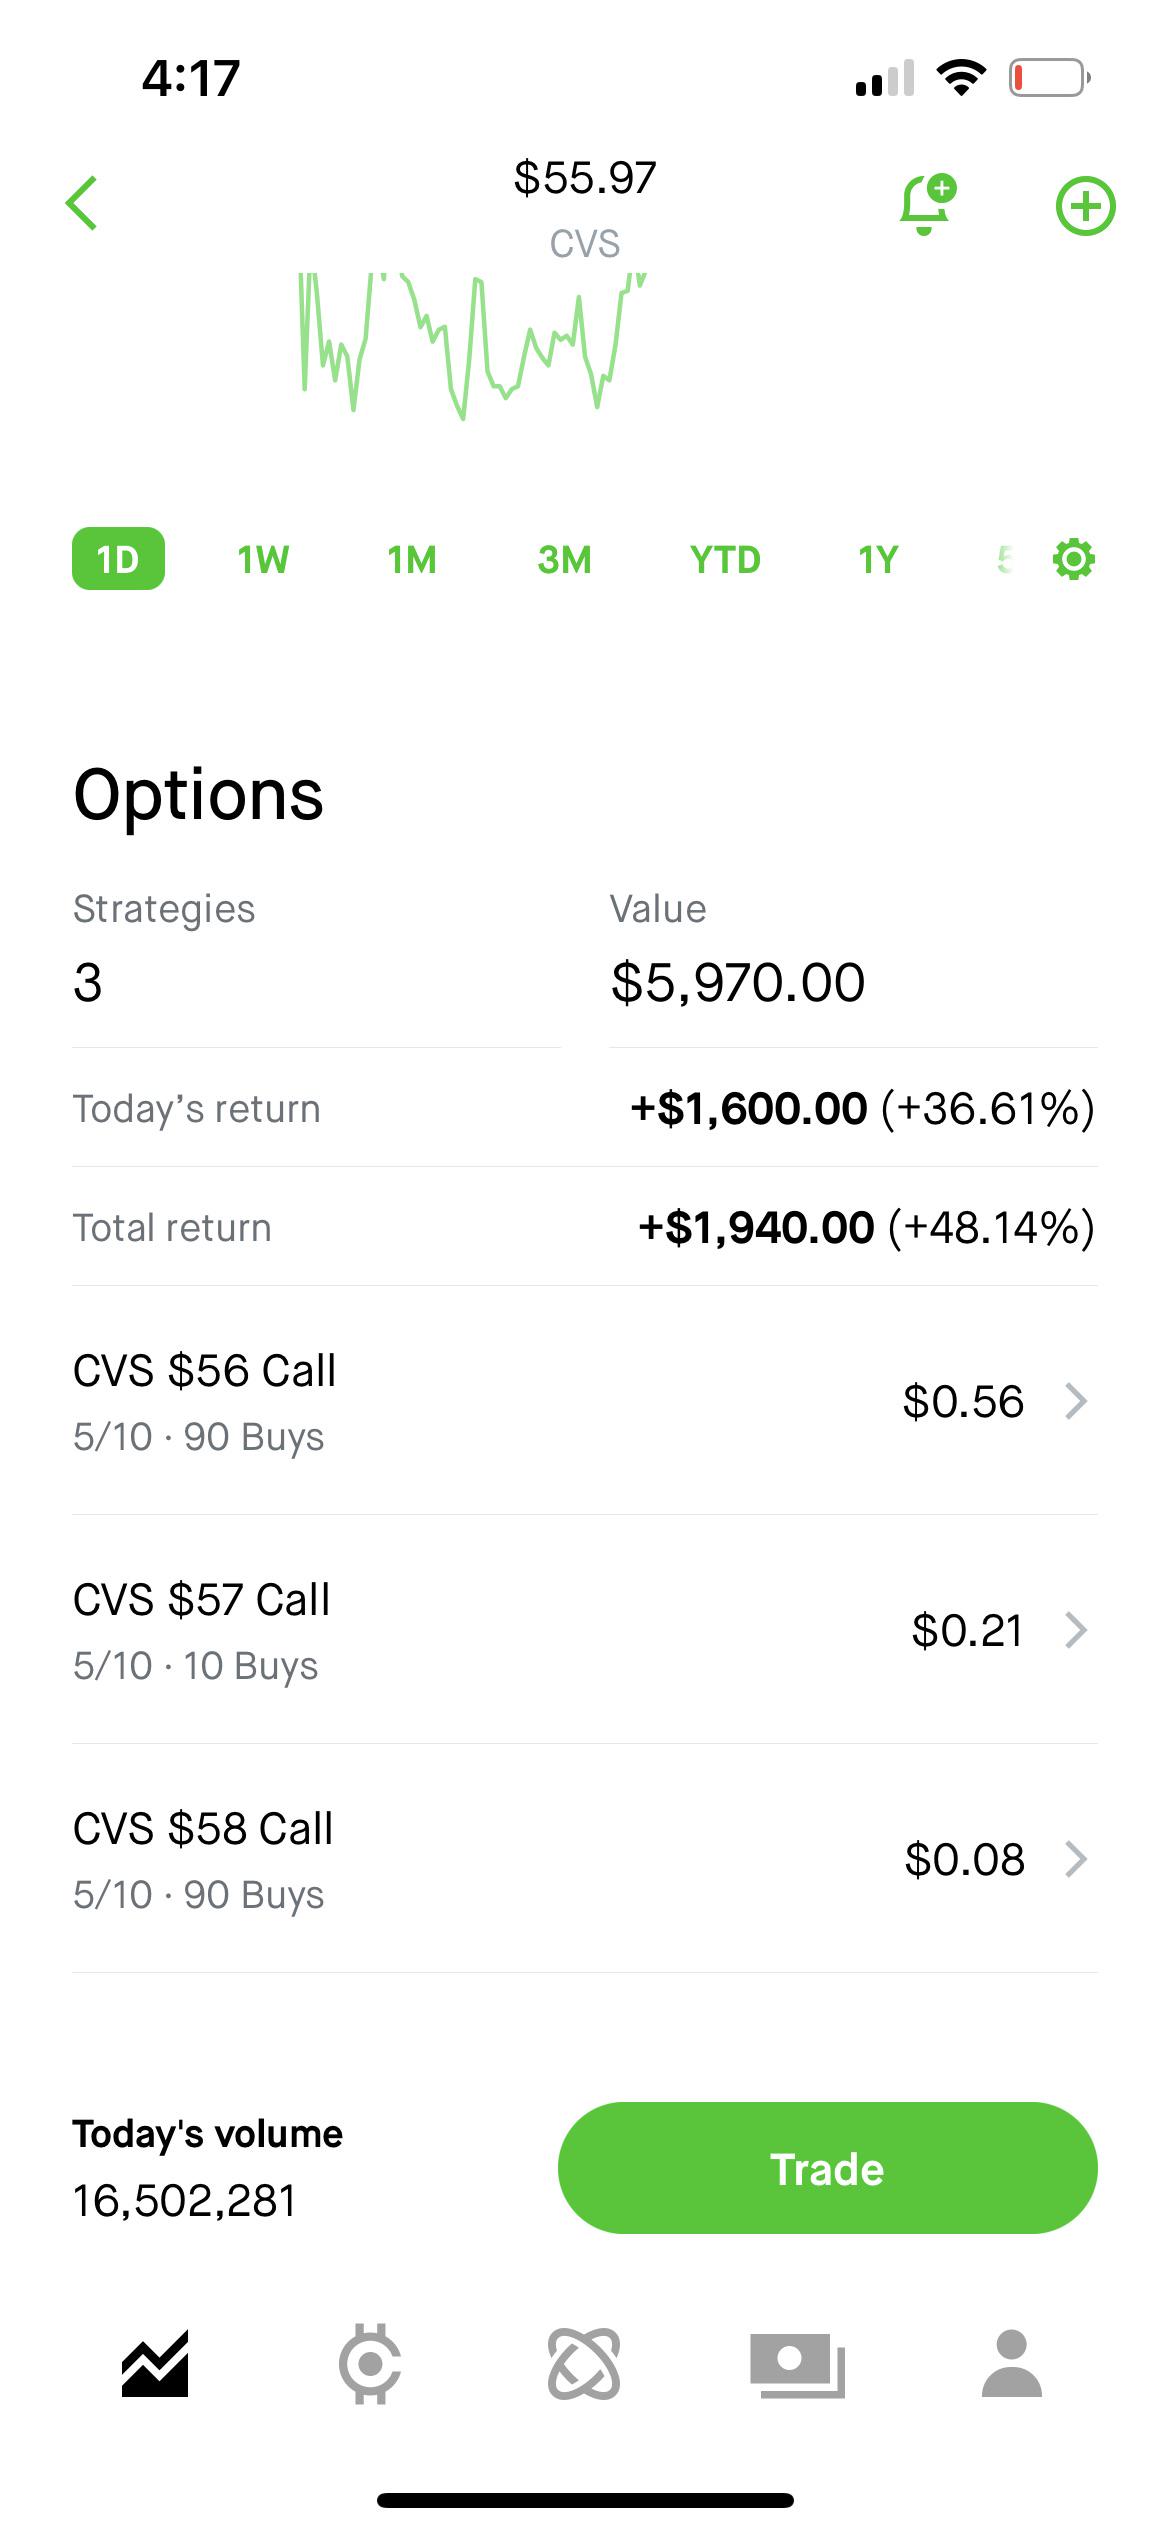 4:17
$55.97
CVS
1D 1W 1M 3M YTD 1Y 5
Options
Strategies Value
3 $5,970.00
Today’s return +$1,600.00 (+36.61%)
Total return +$1,940.00 (+48.14%)
CVS $56 Call
$0.56
5/10 · 90 Buys
CVS $57 Call
$0.21
5/10 · 10 Buys
CVS $58 Call
$0.08
5/10 · 90 Buys
Today's volume
Trade
16,502,281